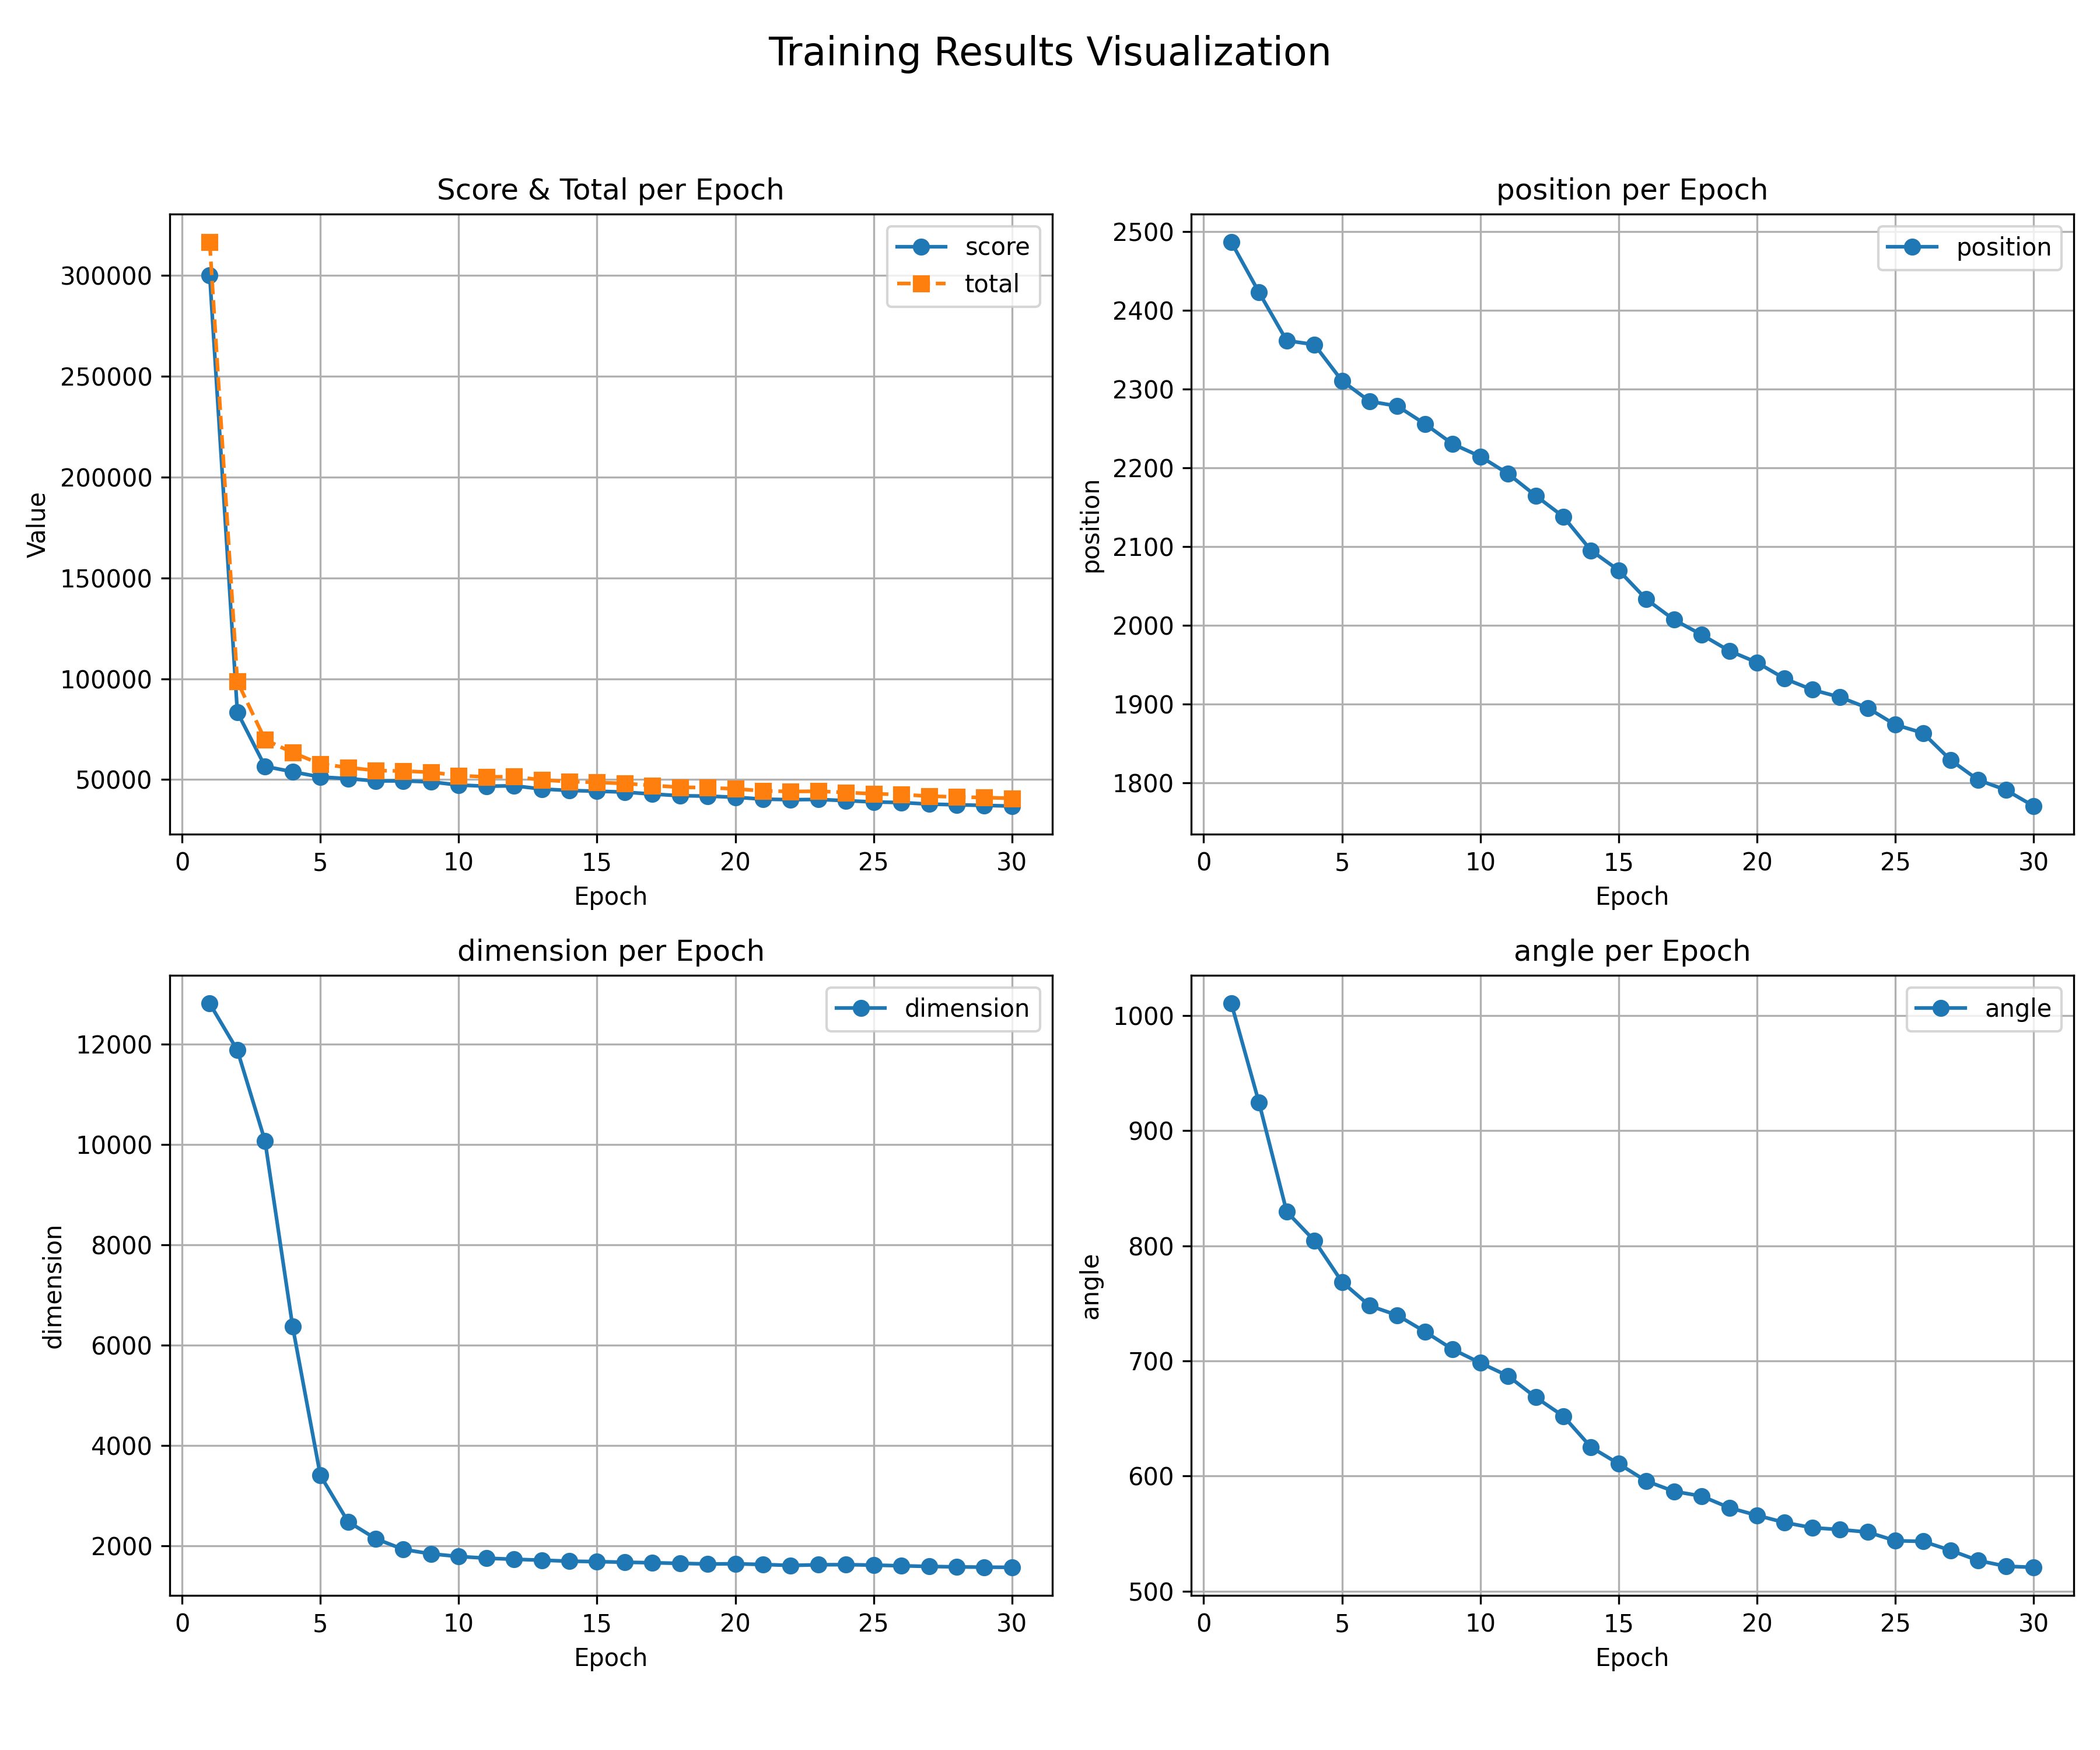 Training Results Visualization
Score & Total per Epoch
score
total
300000
250000
200000
150000
100000
50000
Value
0 5 10 15 20 25 30
Epoch
position per Epoch
position
2500
2400
2300
2200
2100
2000
1900
1800
position
0 5 10 15 20 25 30
Epoch
dimension per Epoch
dimension
12000
10000
8000
6000
4000
2000
dimension
0 5 10 15 20 25 30
Epoch
angle per Epoch
angle
1000
900
800
700
600
500
angle
0 5 10 15 20 25 30
Epoch